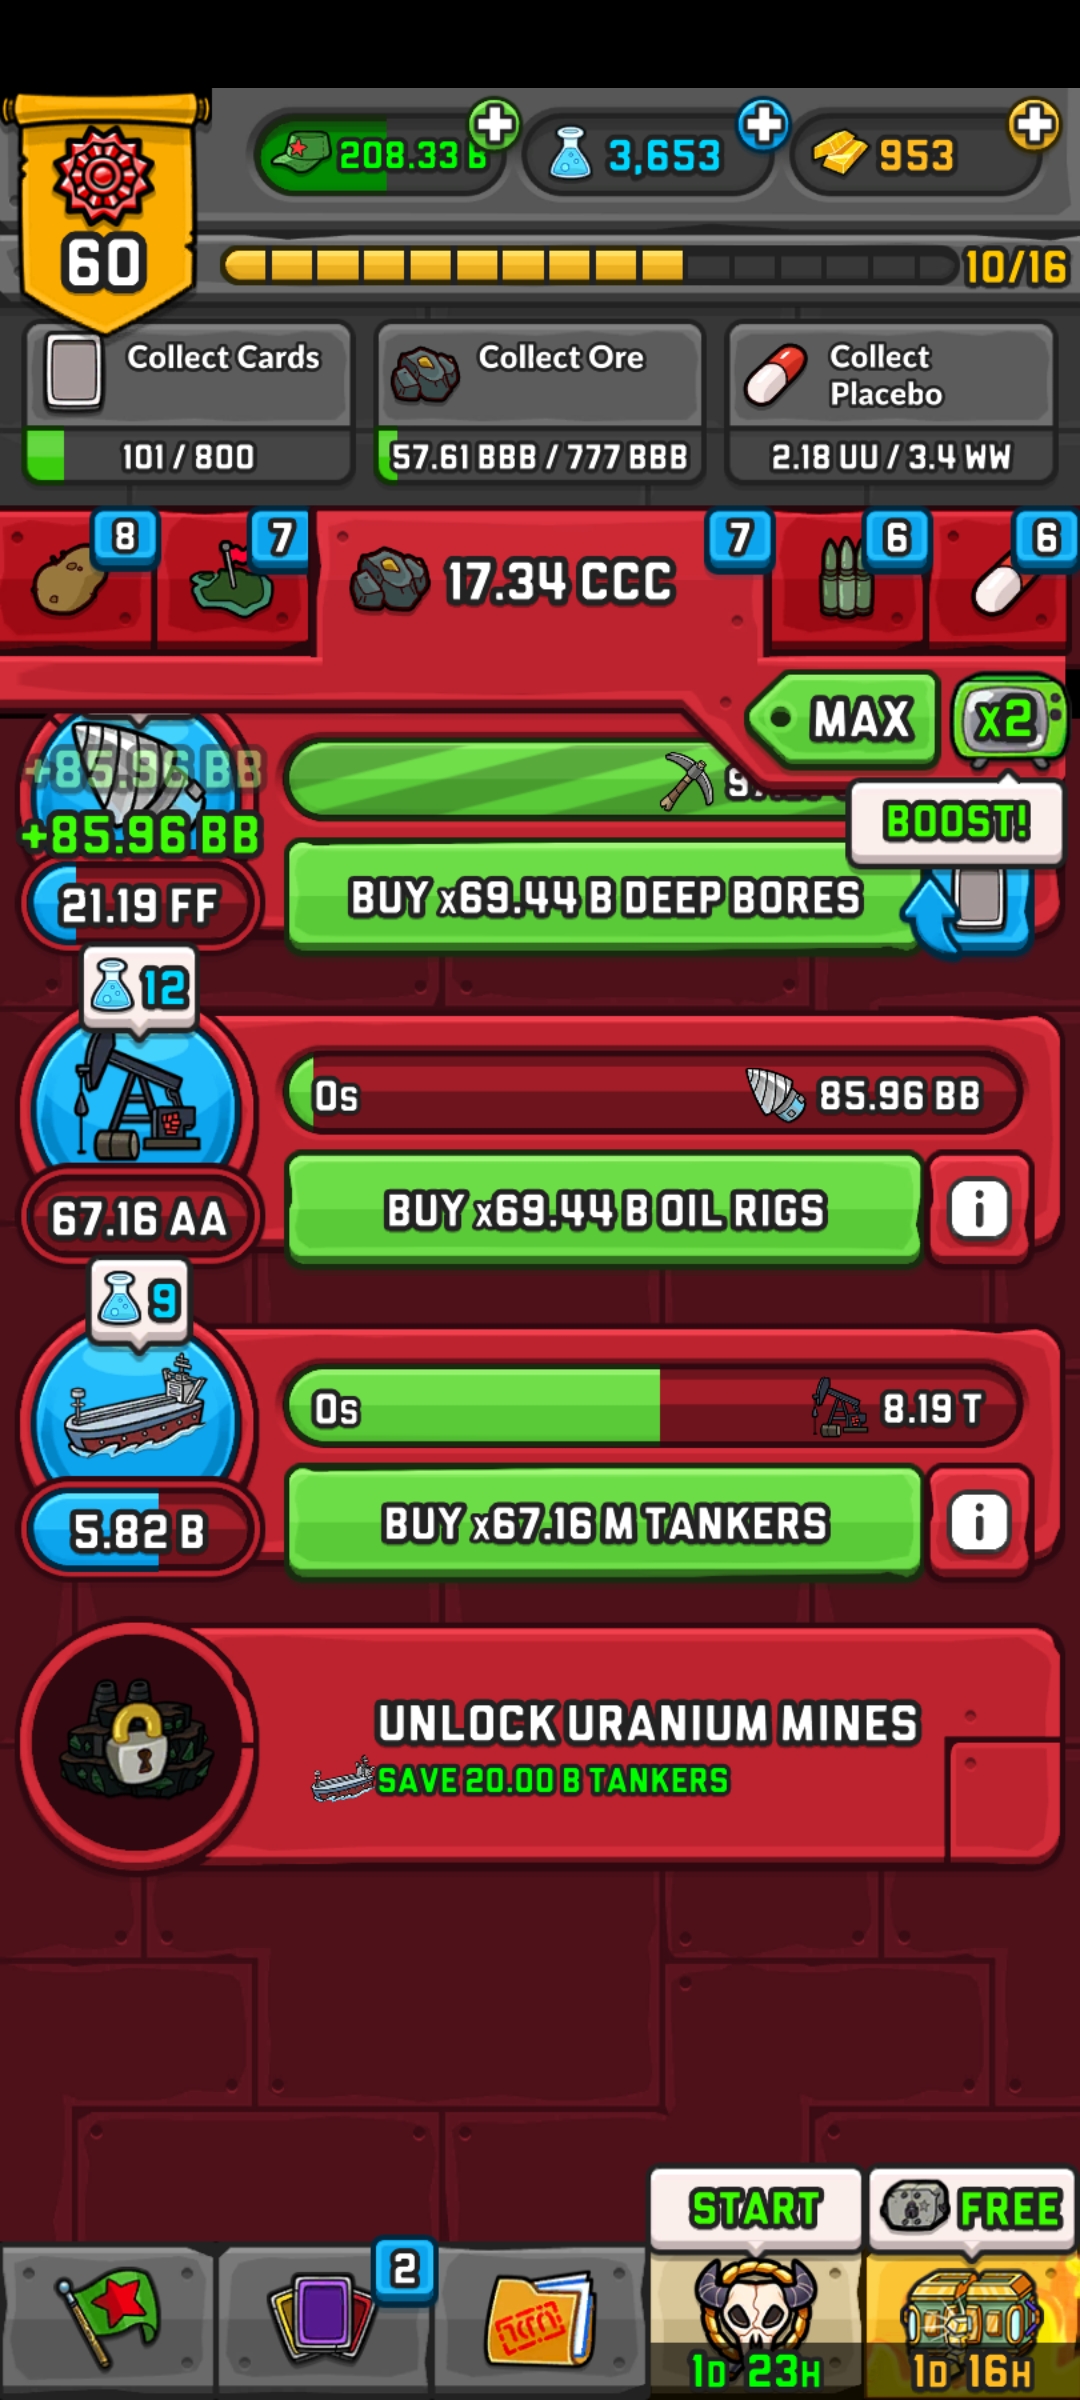 208.33 B
3,653
953
60
10/16
Collect Cards
101 / 800
Collect Ore
57.61 BBB / 777 BBB
Collect
Placebo
2.18 UU / 3.4 WW
8
7
17.34 CCC
7
6
6
MAX
x2
BOOST!
+85.96 BB
+85.96 BB
21.19 FF
BUY x69.44 B DEEP BORES
12
0s
85.96 BB
67.16 AA
BUY x69.44 B OIL RIGS
i
9
0s
8.19 T
5.82 B
BUY x67.16 M TANKERS
i
UNLOCK URANIUM MINES
SAVE 20.00 B TANKERS
START
FREE
2
1D 23H
1D 16H